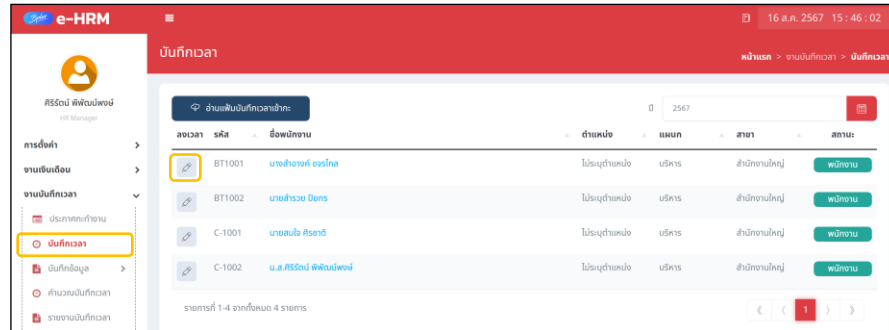 e-HRM
16 ส.ค. 2567 15 : 46 : 02
บันทึกเวลา
หน้าแรก > งานบันทึกเวลา > บันทึกเวลา
ศิริรัตน์ พิพัฒน์พงษ์
HR Manager
การตั้งค่า
งานเงินเดือน
งานบันทึกเวลา
ประกาศกะทำงาน
บันทึกเวลา
บันทึกข้อมูล
คำนวณบันทึกเวลา
รายงานบันทึกเวลา
อ่านแฟ้มบันทึกเวลาเข้ากะ
ปี 2567
ลงเวลา รหัส ชื่อพนักงาน ตำแหน่ง แผนก สาขา สถานะ
BT1001 นางสำอางค์ ขจรไกล ไม่ระบุตำแหน่ง บริหาร สำนักงานใหญ่ พนักงาน
BT1002 นายสำรวย ปิยกร ไม่ระบุตำแหน่ง บริหาร สำนักงานใหญ่ พนักงาน
C-1001 นายสมใจ ศิรชาติ ไม่ระบุตำแหน่ง บริหาร สำนักงานใหญ่ พนักงาน
C-1002 น.ส.ศิริรัตน์ พิพัฒน์พงษ์ ไม่ระบุตำแหน่ง บริหาร สำนักงานใหญ่ พนักงาน
รายการที่ 1-4 จากทั้งหมด 4 รายการ
1